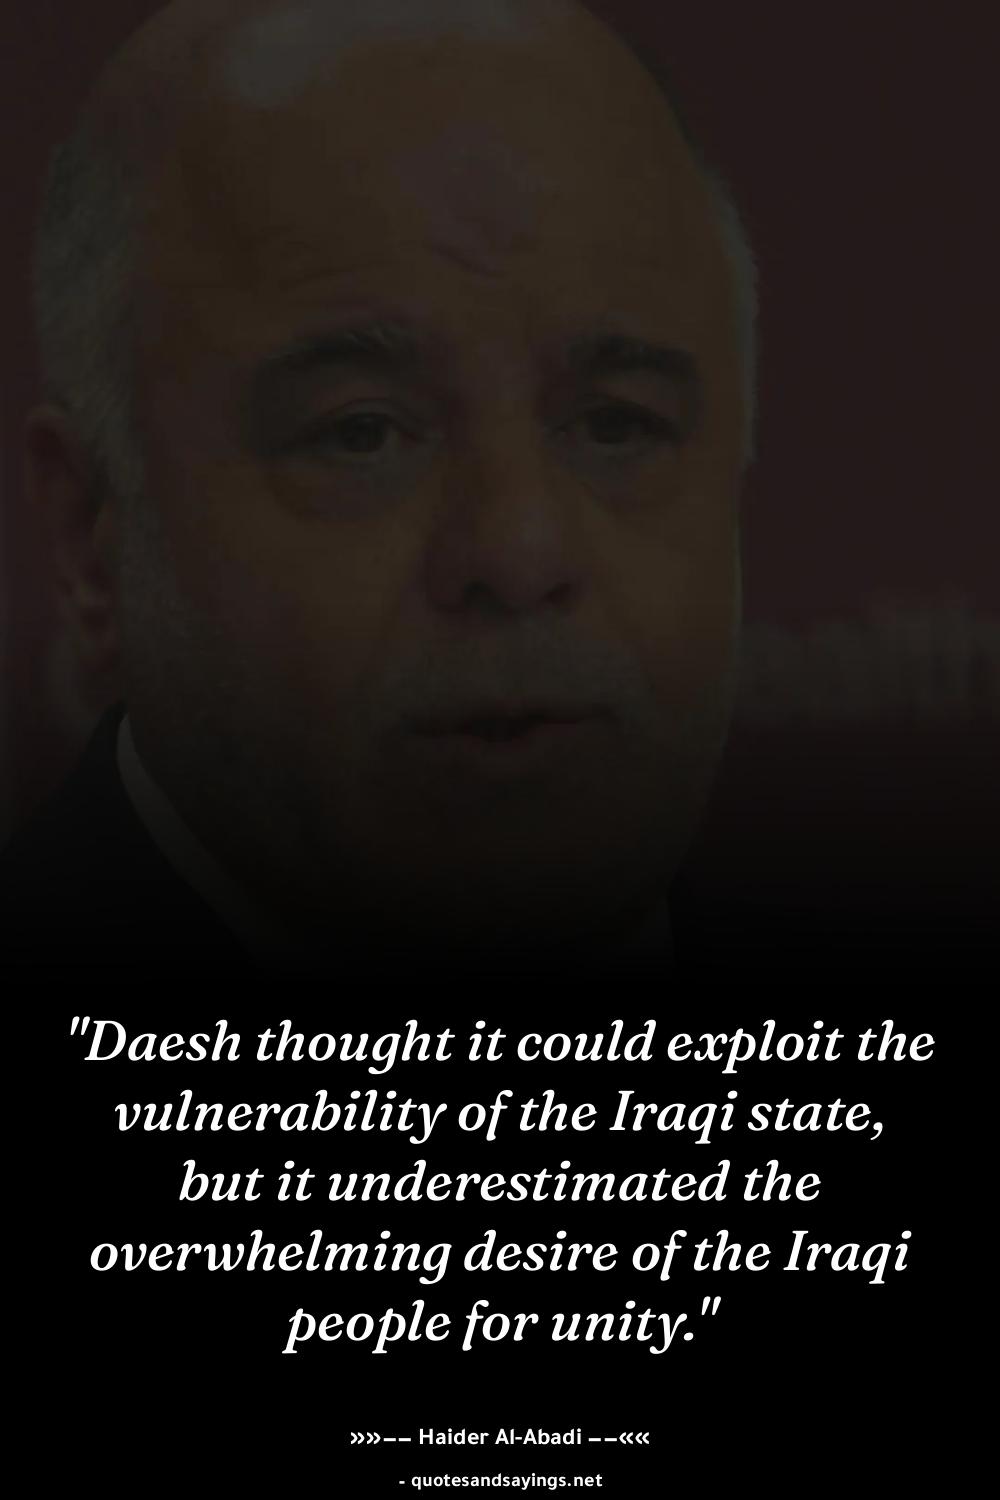 "Daesh thought it could exploit the
vulnerability of the Iraqi state,
but it underestimated the
overwhelming desire of the Iraqi
people for unity."
»»–– Haider Al-Abadi ––««
- quotesandsayings.net